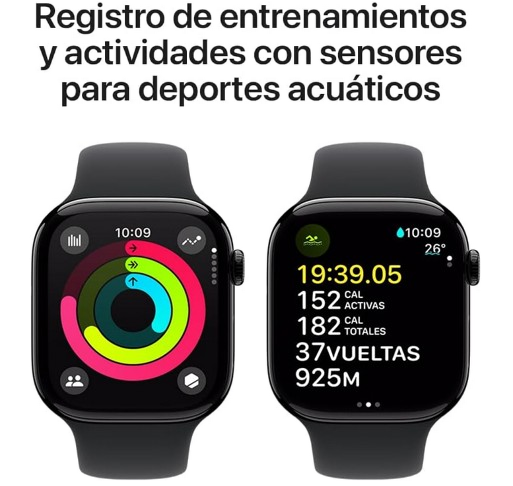 Registro de entrenamientos
y actividades con sensores
para deportes acuáticos
10:09
10:09
26°
19:39.05
152 CAL ACTIVAS
182 CAL TOTALES
37VUELTAS
925M